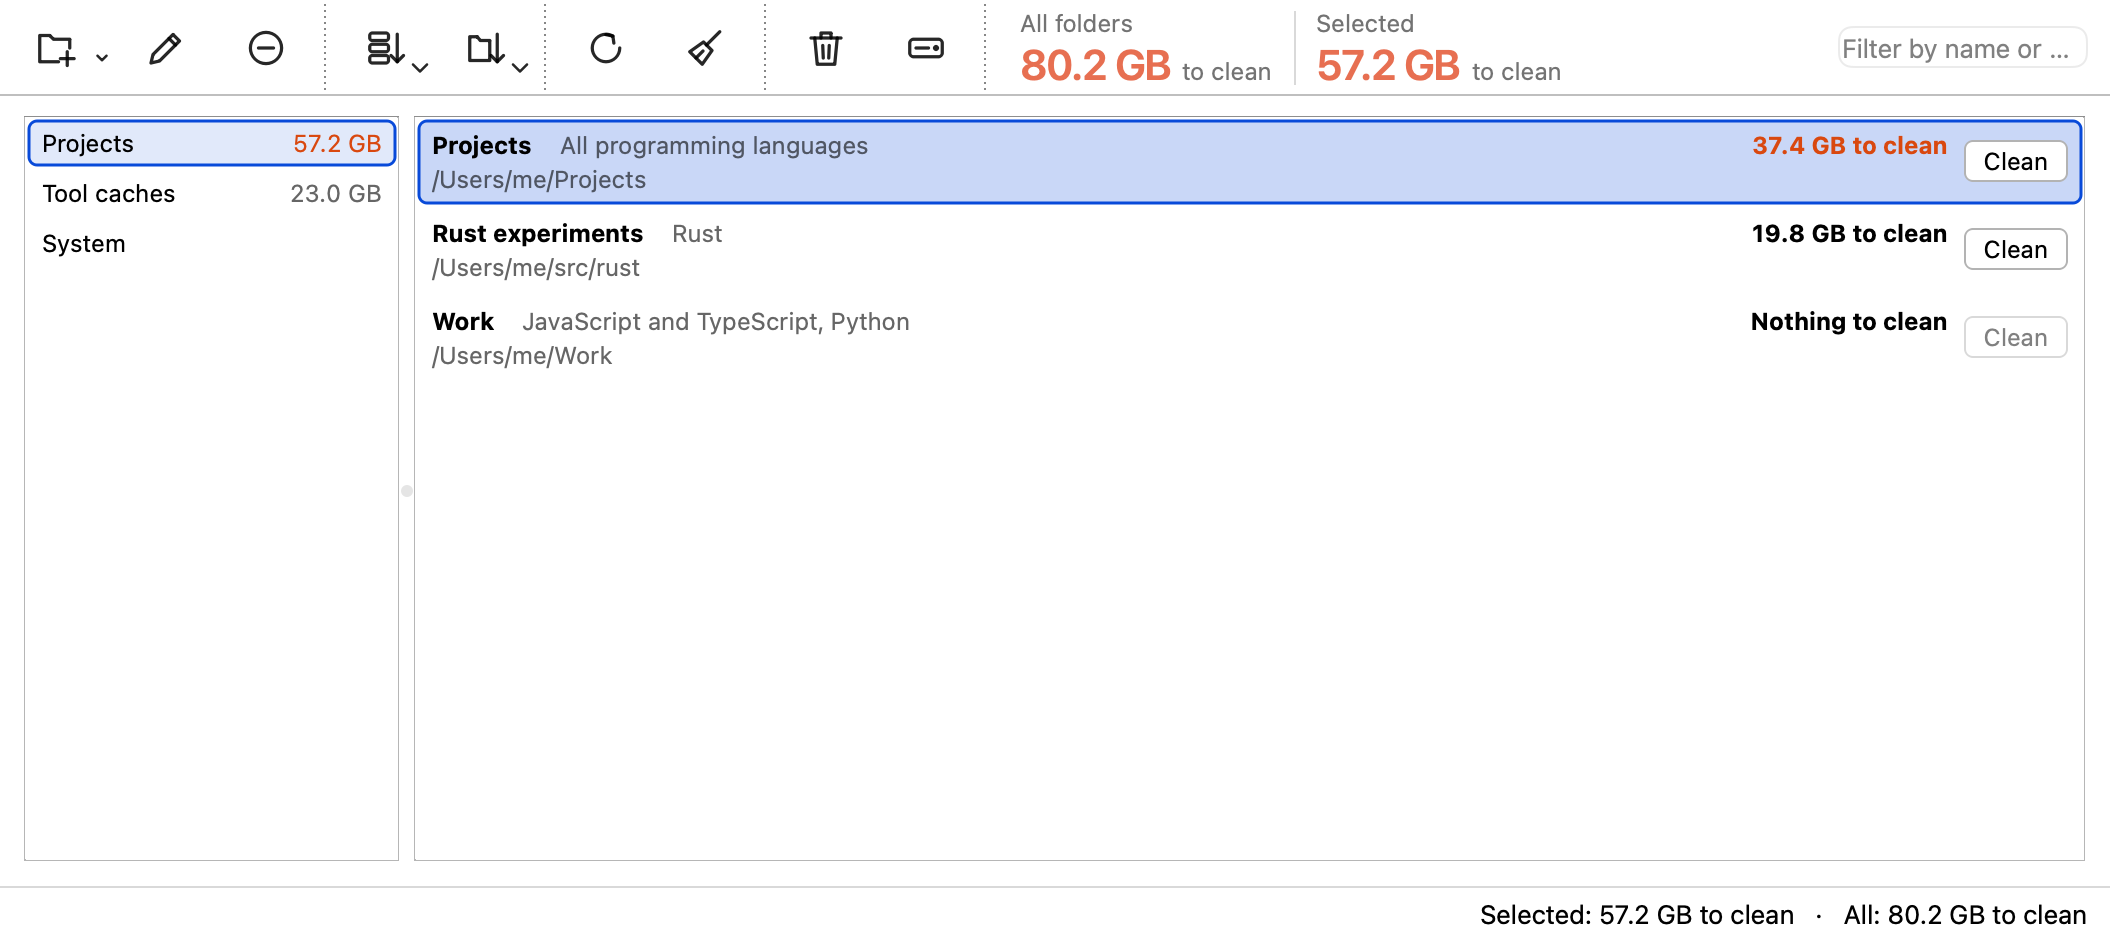 All folders
80.2 GB to clean
Selected
57.2 GB to clean
Filter by name or ...
Projects 57.2 GB
Tool caches 23.0 GB
System
Projects All programming languages 37.4 GB to clean Clean
/Users/me/Projects
Rust experiments Rust 19.8 GB to clean Clean
/Users/me/src/rust
Work JavaScript and TypeScript, Python Nothing to clean Clean
/Users/me/Work
Selected: 57.2 GB to clean · All: 80.2 GB to clean